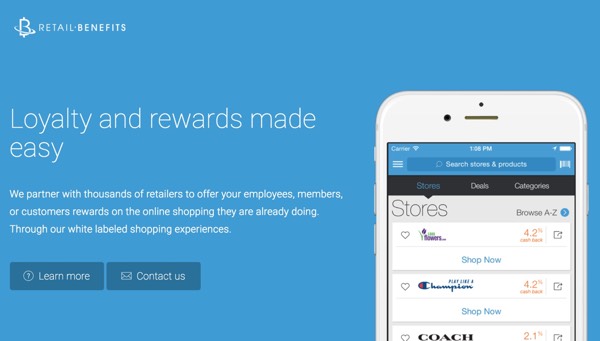 RETAIL·BENEFITS
Loyalty and rewards made
easy
We partner with thousands of retailers to offer your employees, members,
or customers rewards on the online shopping they are already doing.
Through our white labeled shopping experiences.
Learn more
Contact us
Carrier
1:08 PM
Search stores & products
Stores
Deals
Categories
Stores
Browse A-Z
flowers
4.2%
cash back
Shop Now
PLAY LIKE A
Champion
4.2%
cash back
Shop Now
COACH
2.1%